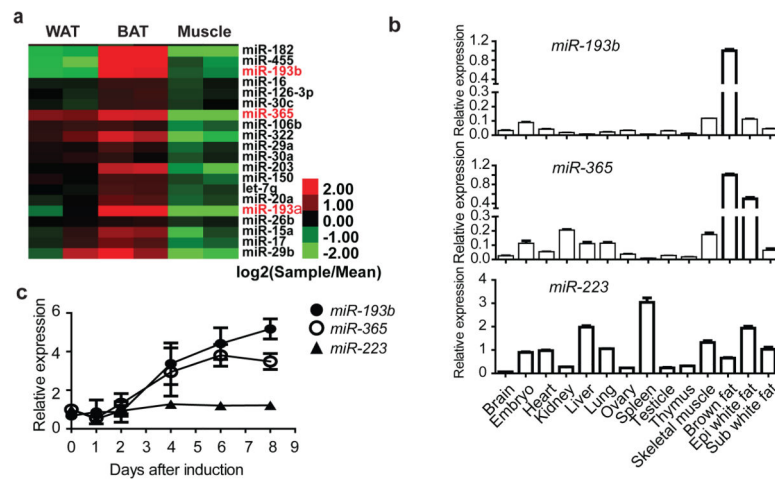 a
WAT BAT Muscle
miR-182
miR-455
miR-193b
miR-16
miR-126-3p
miR-30c
miR-365
miR-106b
miR-322
miR-29a
miR-30a
miR-203
miR-150
let-7g
miR-20a
miR-193a
miR-26b
miR-15a
miR-17
miR-29b
2.00
1.00
0.00
-1.00
-2.00
log2(Sample/Mean)
b
miR-193b
Relative expression
1.2
0.8
0.4
0.2
0.1
0.0
miR-365
Relative expression
1.2
0.8
0.4
0.2
0.1
0.0
miR-223
Relative expression
4
3
2
1
0
Brain
Embryo
Heart
Kidney
Liver
Lung
Ovary
Spleen
Testicle
Thymus
Skeletal muscle
Brown fat
Epi white fat
Sub white fat
c
Relative expression
6
4
2
0
0 1 2 3 4 5 6 7 8 9
Days after induction
miR-193b
miR-365
miR-223